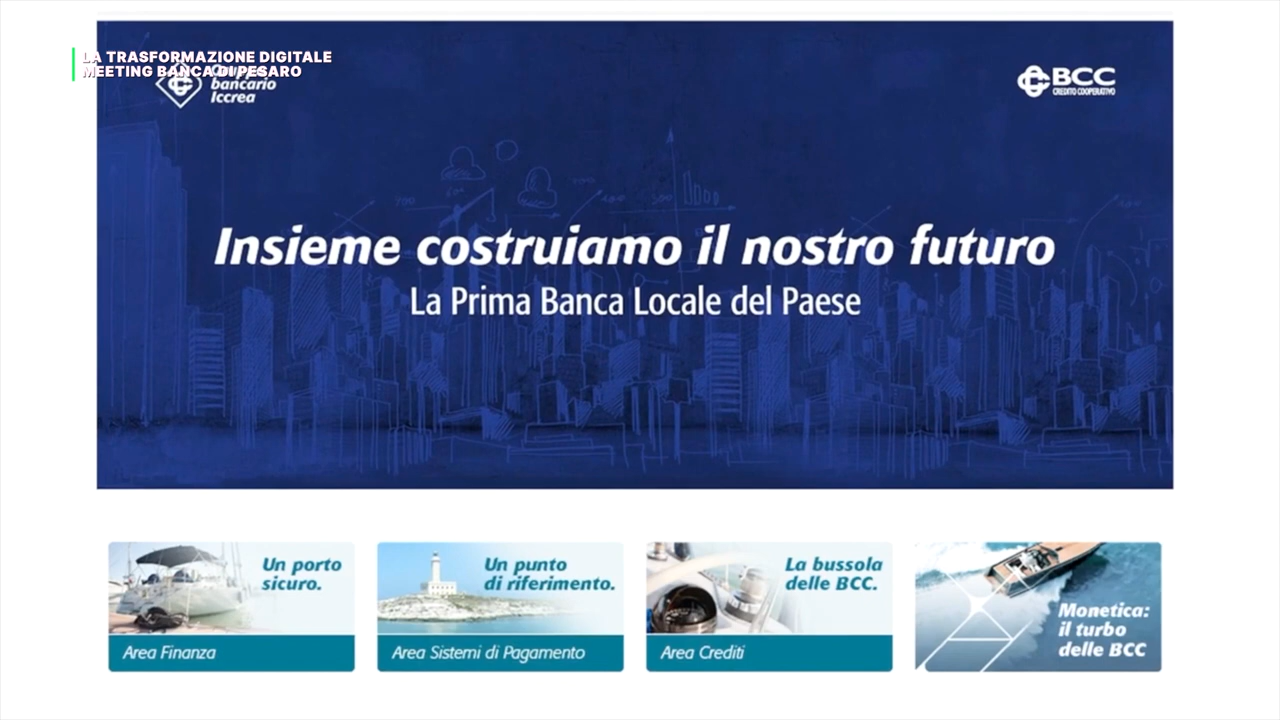 LA TRASFORMAZIONE DIGITALE
MEETING BANCA DI PESARO
bancario
Iccrea
BCC
CREDITO COOPERATIVO
Insieme costruiamo il nostro futuro
La Prima Banca Locale del Paese
Un porto
sicuro.
Area Finanza
Un punto
di riferimento.
Area Sistemi di Pagamento
La bussola
delle BCC.
Area Crediti
Monetica:
il turbo
delle BCC